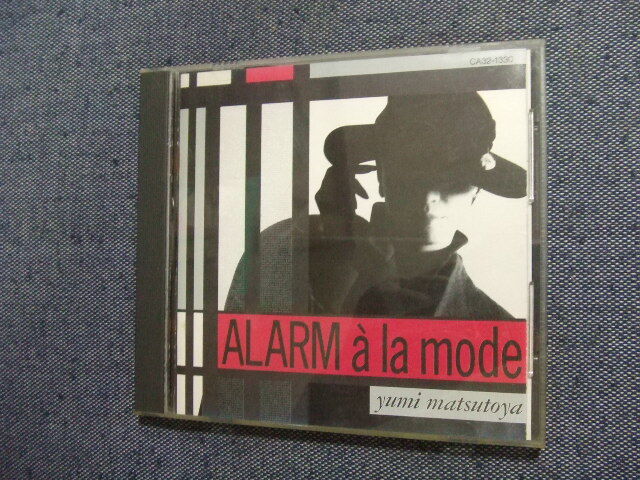 CA32-1330
ALARM à la mode
yumi matsutoya